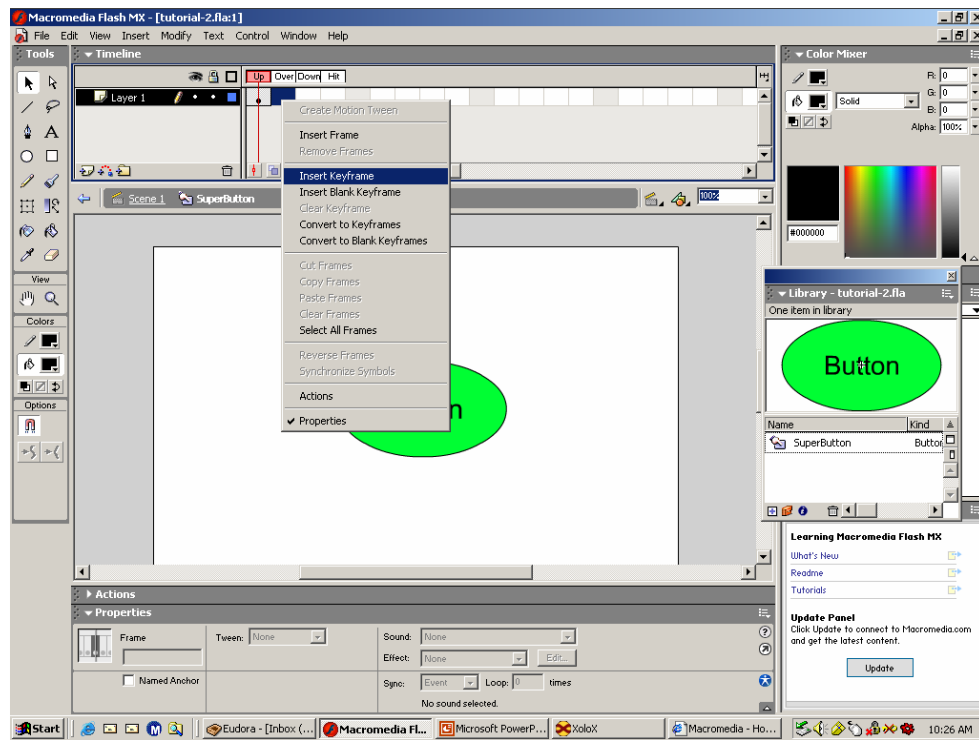 Macromedia Flash MX - [tutorial-2.fla:1]
File Edit View Insert Modify Text Control Window Help
Tools
Timeline
Up Over Down Hit
Layer 1
Create Motion Tween
Insert Frame
Remove Frames
Insert Keyframe
Insert Blank Keyframe
Clear Keyframe
Convert to Keyframes
Convert to Blank Keyframes
Cut Frames
Copy Frames
Paste Frames
Clear Frames
Select All Frames
Reverse Frames
Synchronize Symbols
Actions
Properties
Scene 1 SuperButton
100%
View
Colors
Options
n
Color Mixer
R: 0
G: 0
B: 0
Solid
Alpha: 100%
#000000
Library - tutorial-2.fla
One item in library
Button
Name Kind
SuperButton Button
Learning Macromedia Flash MX
What's New
Readme
Tutorials
Update Panel
Click Update to connect to Macromedia.com
and get the latest content.
Update
Actions
Properties
Frame Tween: None Sound: None
Effect: None Edit...
Named Anchor Sync: Event Loop: 0 times
No sound selected.
Start Eudora - [Inbox (... Macromedia Fl... Microsoft PowerP... XoloX Macromedia - Ho... 10:26 AM